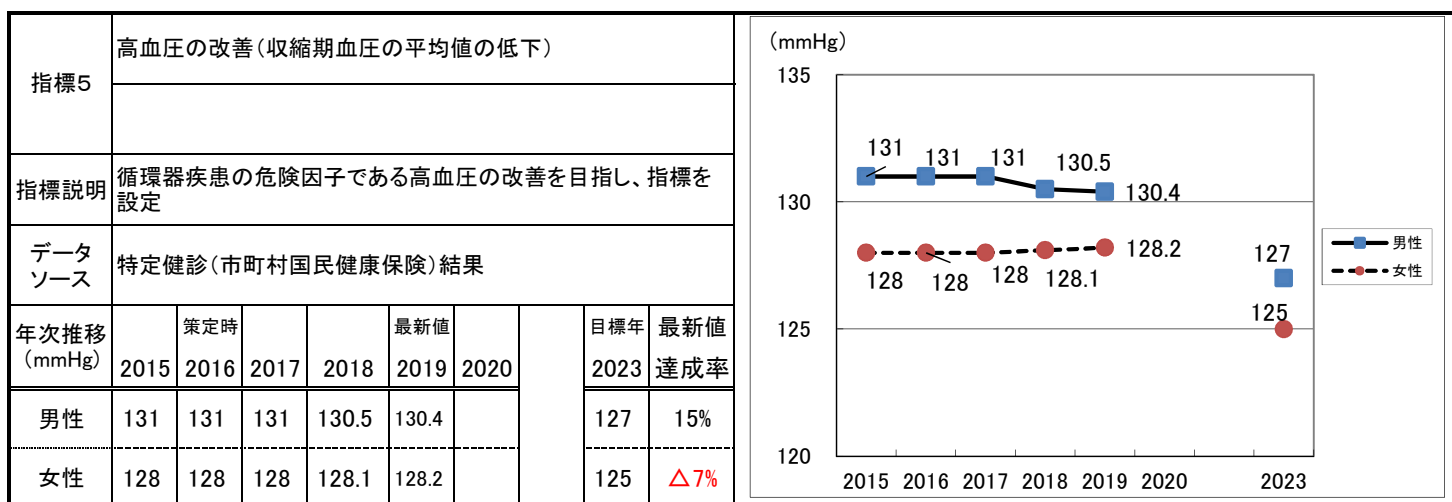 指標5
高血圧の改善(収縮期血圧の平均値の低下)
指標説明
循環器疾患の危険因子である高血圧の改善を目指し、指標を
設定
データ
ソース
特定健診(市町村国民健康保険)結果
年次推移
(mmHg)
策定時 最新値 目標年 最新値
2015 2016 2017 2018 2019 2020 2023 達成率
男性 131 131 131 130.5 130.4 127 15%
女性 128 128 128 128.1 128.2 125 △7%
(mmHg)
135
130
125
120
131 131 131 130.5 130.4
128 128 128 128.1 128.2
127
125
2015 2016 2017 2018 2019 2020 2023
男性
女性